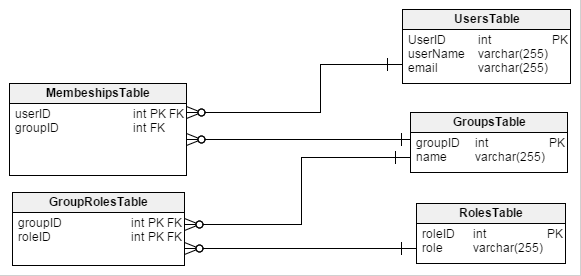 UsersTable
UserID int PK
userName varchar(255)
email varchar(255)
MembeshipsTable
userID int PK FK
groupID int FK
GroupsTable
groupID int PK
name varchar(255)
GroupRolesTable
groupID int PK FK
roleID int PK FK
RolesTable
roleID int PK
role varchar(255)